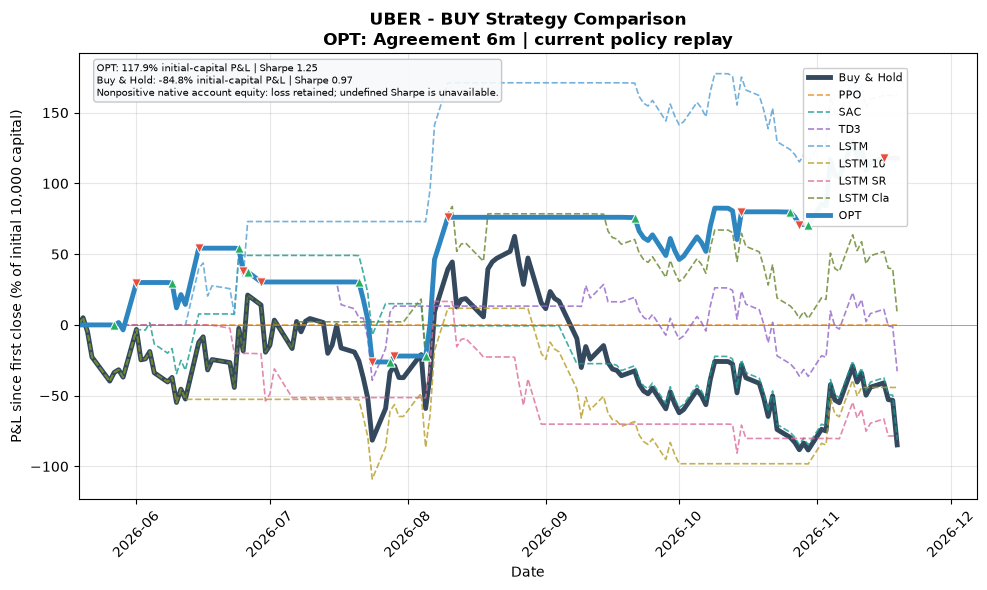 UBER - BUY Strategy Comparison
OPT: Agreement 6m | current policy replay
OPT: 117.9% initial-capital P&L | Sharpe 1.25
Buy & Hold: -84.8% initial-capital P&L | Sharpe 0.97
Nonpositive native account equity: loss retained; undefined Sharpe is unavailable.
Buy & Hold
PPO
SAC
TD3
LSTM
LSTM 10
LSTM SR
LSTM Cla
OPT
P&L since first close (% of initial 10,000 capital)
150
100
50
0
−50
−100
2026-06
2026-07
2026-08
2026-09
2026-10
2026-11
2026-12
Date